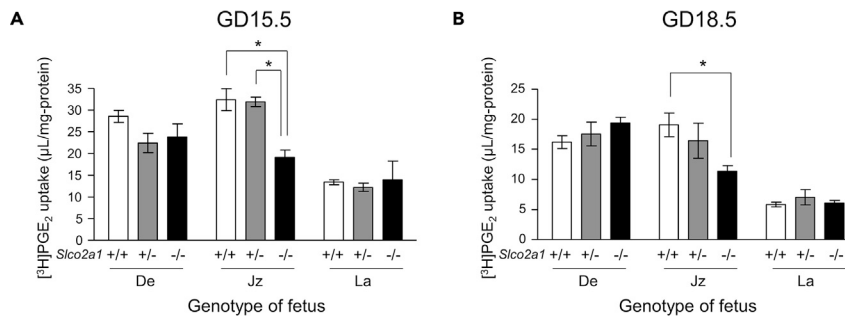 A
GD15.5
[³H]PGE₂ uptake (µL/mg-protein)
35
30
25
20
15
10
5
0
*
*
Slco2a1 +/+ +/- -/- +/+ +/- -/- +/+ +/- -/-
De Jz La
Genotype of fetus
B
GD18.5
[³H]PGE₂ uptake (µL/mg-protein)
25
20
15
10
5
0
*
Slco2a1 +/+ +/- -/- +/+ +/- -/- +/+ +/- -/-
De Jz La
Genotype of fetus